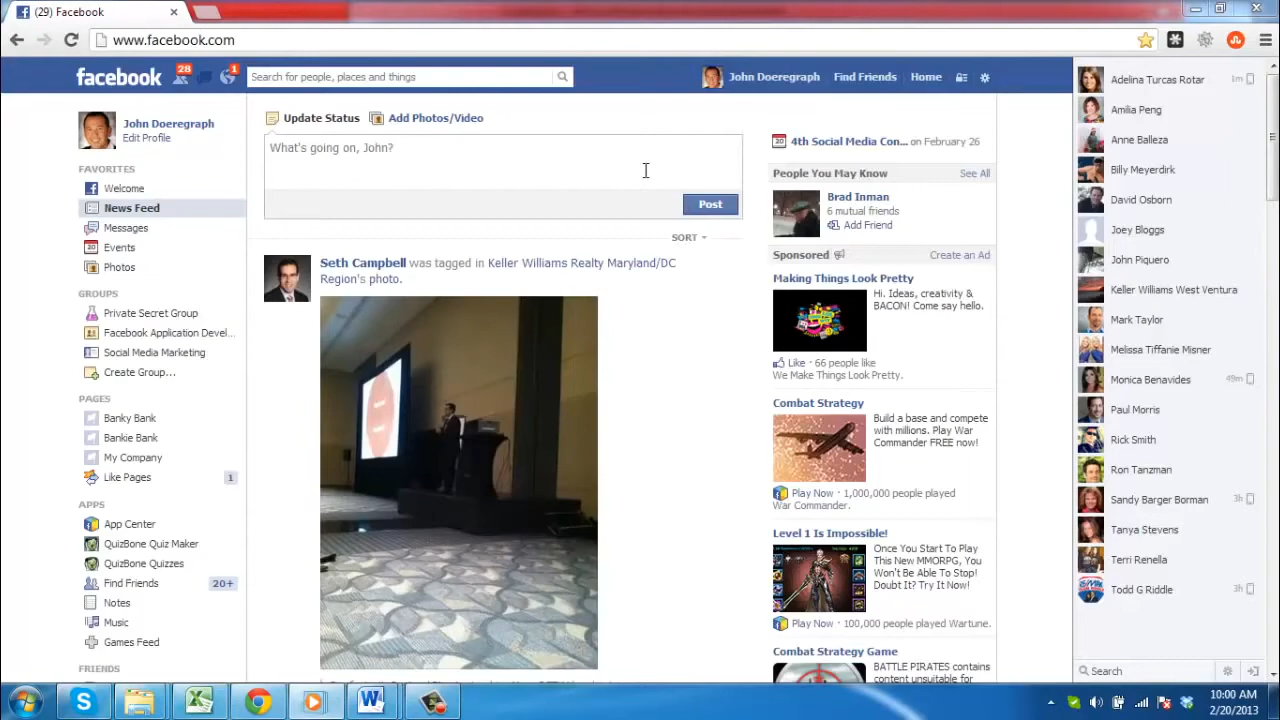 (29) Facebook
www.facebook.com
facebook
28
1
Search for people, places and things
John Doeregraph
Find Friends
Home
John Doeregraph
Edit Profile
FAVORITES
Welcome
News Feed
Messages
Events
Photos
GROUPS
Private Secret Group
Facebook Application Devel...
Social Media Marketing
Create Group...
PAGES
Banky Bank
Bankie Bank
My Company
Like Pages 1
APPS
App Center
QuizBone Quiz Maker
QuizBone Quizzes
Find Friends 20+
Notes
Music
Games Feed
FRIENDS
Update Status
Add Photos/Video
What's going on, John?
Post
SORT
Seth Campbell was tagged in Keller Williams Realty Maryland/DC
Region's photo.
4th Social Media Con... on February 26
People You May Know See All
Brad Inman
6 mutual friends
Add Friend
Sponsored Create an Ad
Making Things Look Pretty
Hi. Ideas, creativity &
BACON! Come say hello.
Like · 66 people like
We Make Things Look Pretty.
Combat Strategy
Build a base and compete
with millions. Play War
Commander FREE now!
Play Now · 1,000,000 people played
War Commander.
Level 1 Is Impossible!
Once You Start To Play
This New MMORPG, You
Won't Be Able To Stop!
Doubt It? Try It Now!
Play Now · 100,000 people played Wartune.
Combat Strategy Game
BATTLE PIRATES contains
content unsuitable for
Adelina Turcas Rotar 1m
Amilia Peng
Anne Balleza
Billy Meyerdirk
David Osborn
Joey Bloggs
John Piquero
Keller Williams West Ventura
Mark Taylor
Melissa Tiffanie Misner
Monica Benavides 49m
Paul Morris
Rick Smith
Ron Tanzman
Sandy Barger Borman 3h
Tanya Stevens
Terri Renella
Todd G Riddle 3h
Search
10:00 AM
2/20/2013